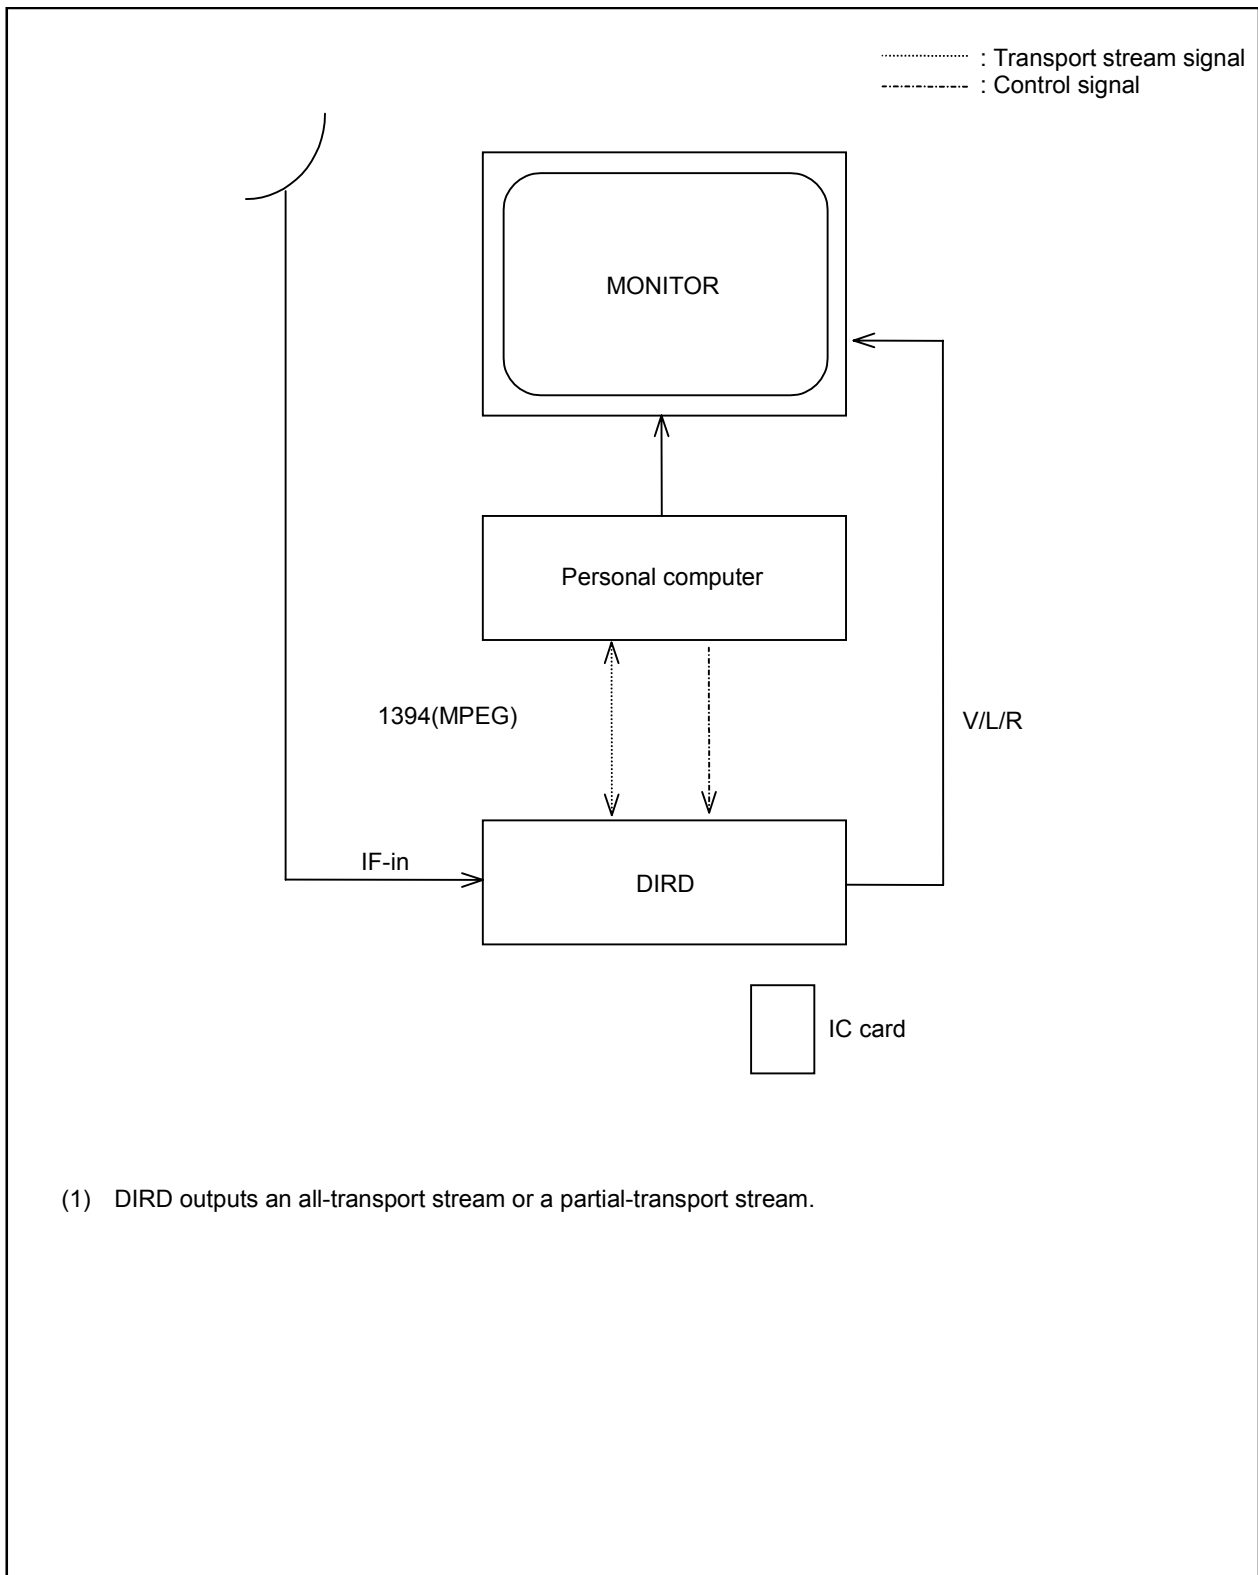 : Transport stream signal
: Control signal
MONITOR
Personal computer
1394(MPEG)
V/L/R
IF-in
DIRD
IC card
(1) DIRD outputs an all-transport stream or a partial-transport stream.